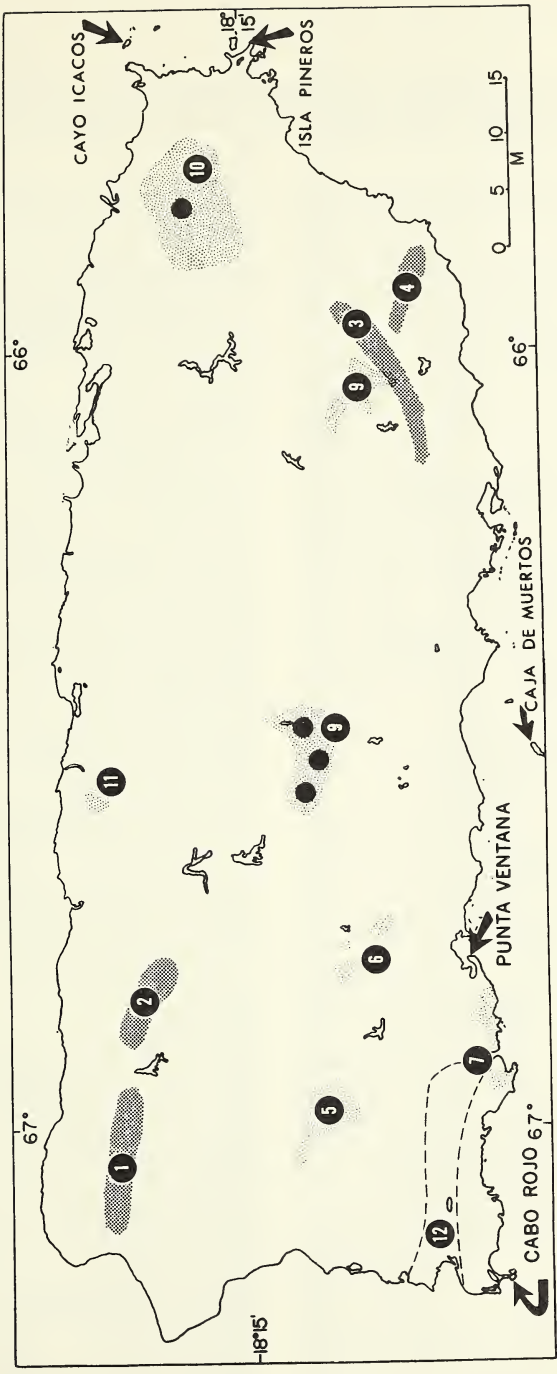 67°
66°
CAYO ICACOS
18°
15'
ISLA PINEROS
10
11
2
1
3
4
9
9
6
5
7
12
0 5 10 15
M
18°15'
CABO ROJO
67°
PUNTA VENTANA
CAJA DE MUERTOS
66°